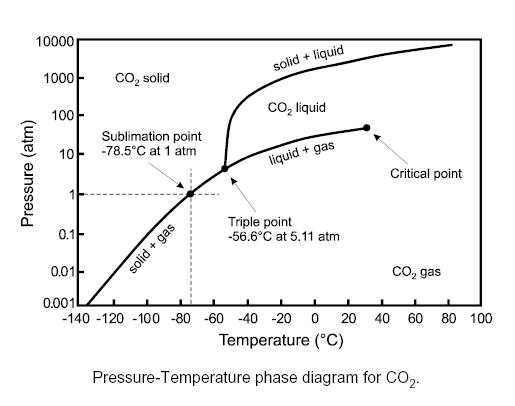 10000
1000
100
10
1
0.1
0.01
0.001
Pressure (atm)
CO₂ solid
solid + liquid
CO₂ liquid
Sublimation point
-78.5°C at 1 atm
liquid + gas
Critical point
Triple point
-56.6°C at 5.11 atm
solid + gas
CO₂ gas
-140 -120 -100 -80 -60 -40 -20 0 20 40 60 80 100
Temperature (°C)
Pressure-Temperature phase diagram for CO₂.